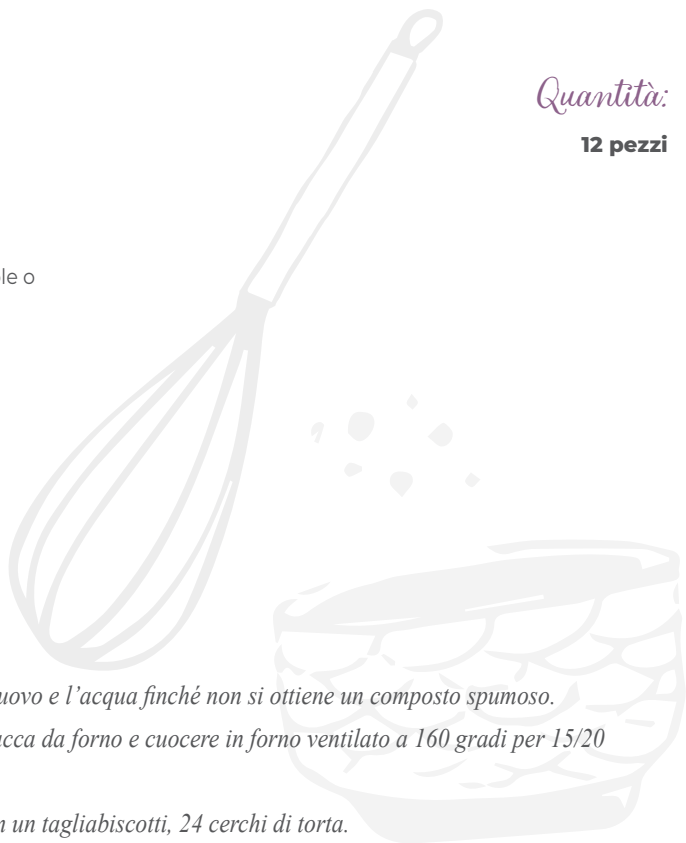 Quantità:
12 pezzi
le o
uovo e l’acqua finché non si ottiene un composto spumoso.
acca da forno e cuocere in forno ventilato a 160 gradi per 15/20
n un tagliabiscotti, 24 cerchi di torta.